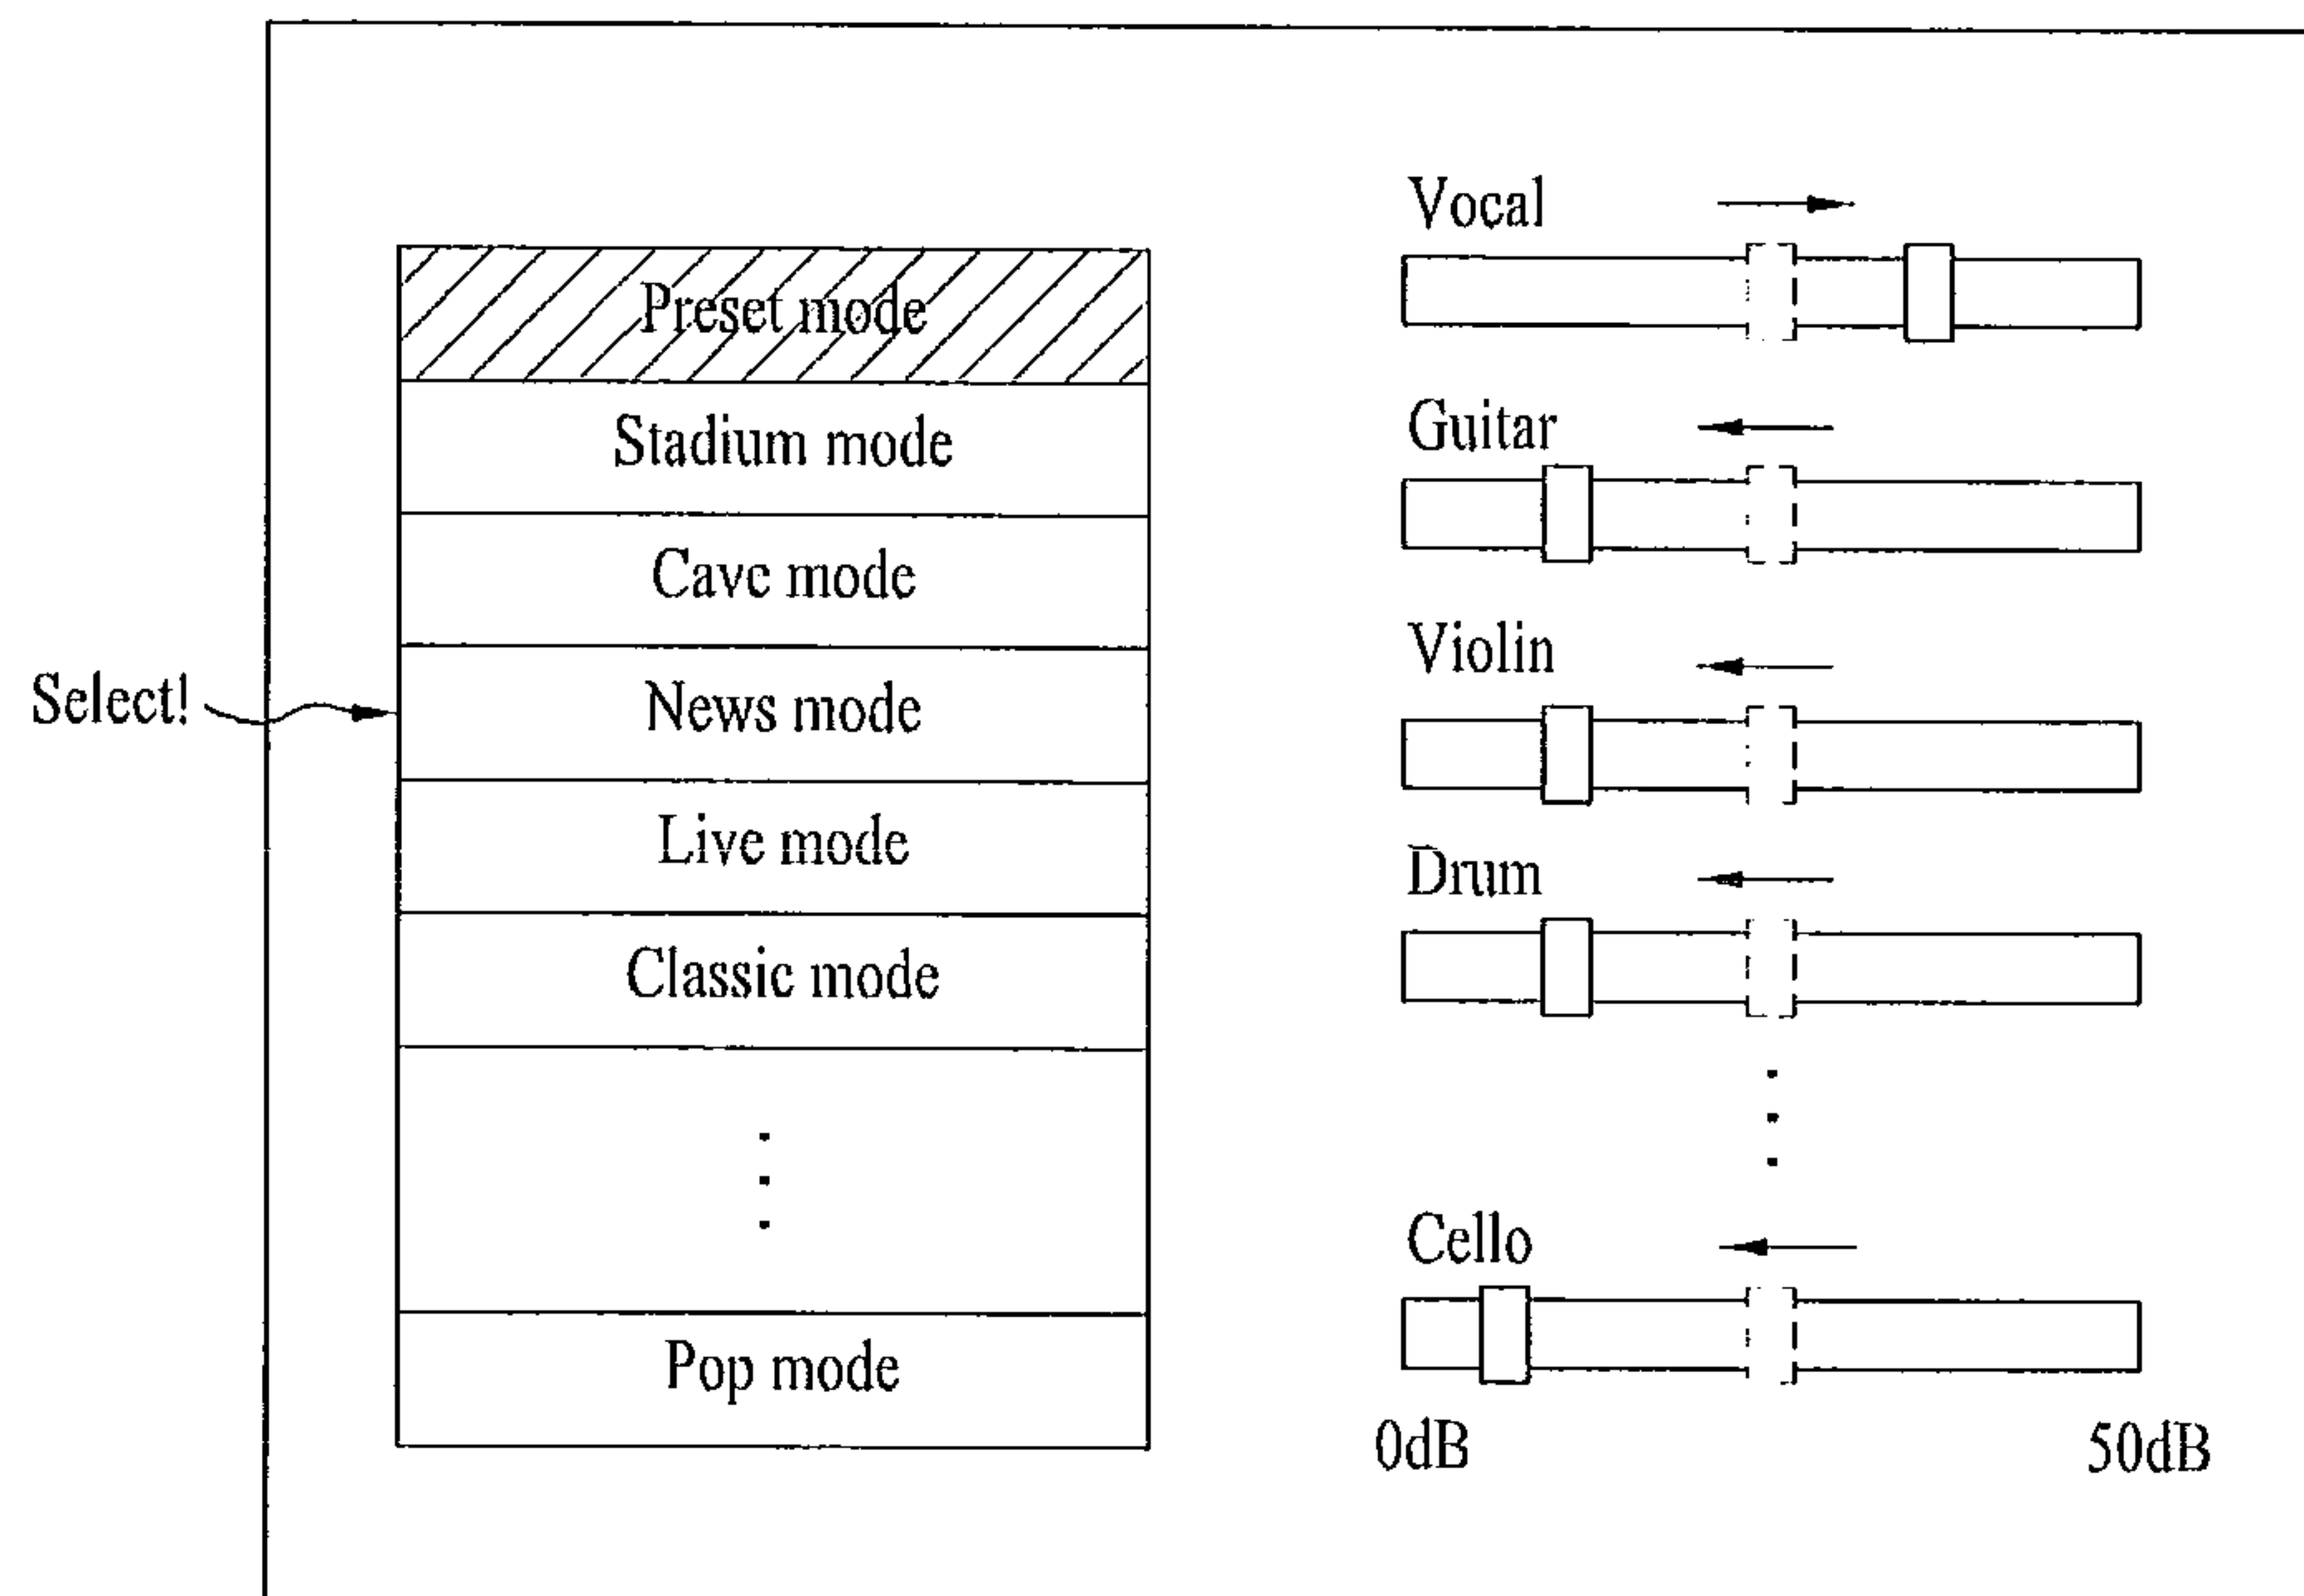 Preset mode
Stadium mode
Cave mode
Select!
News mode
Live mode
Classic mode
Pop mode
Vocal
Guitar
Violin
Drum
Cello
0dB
50dB